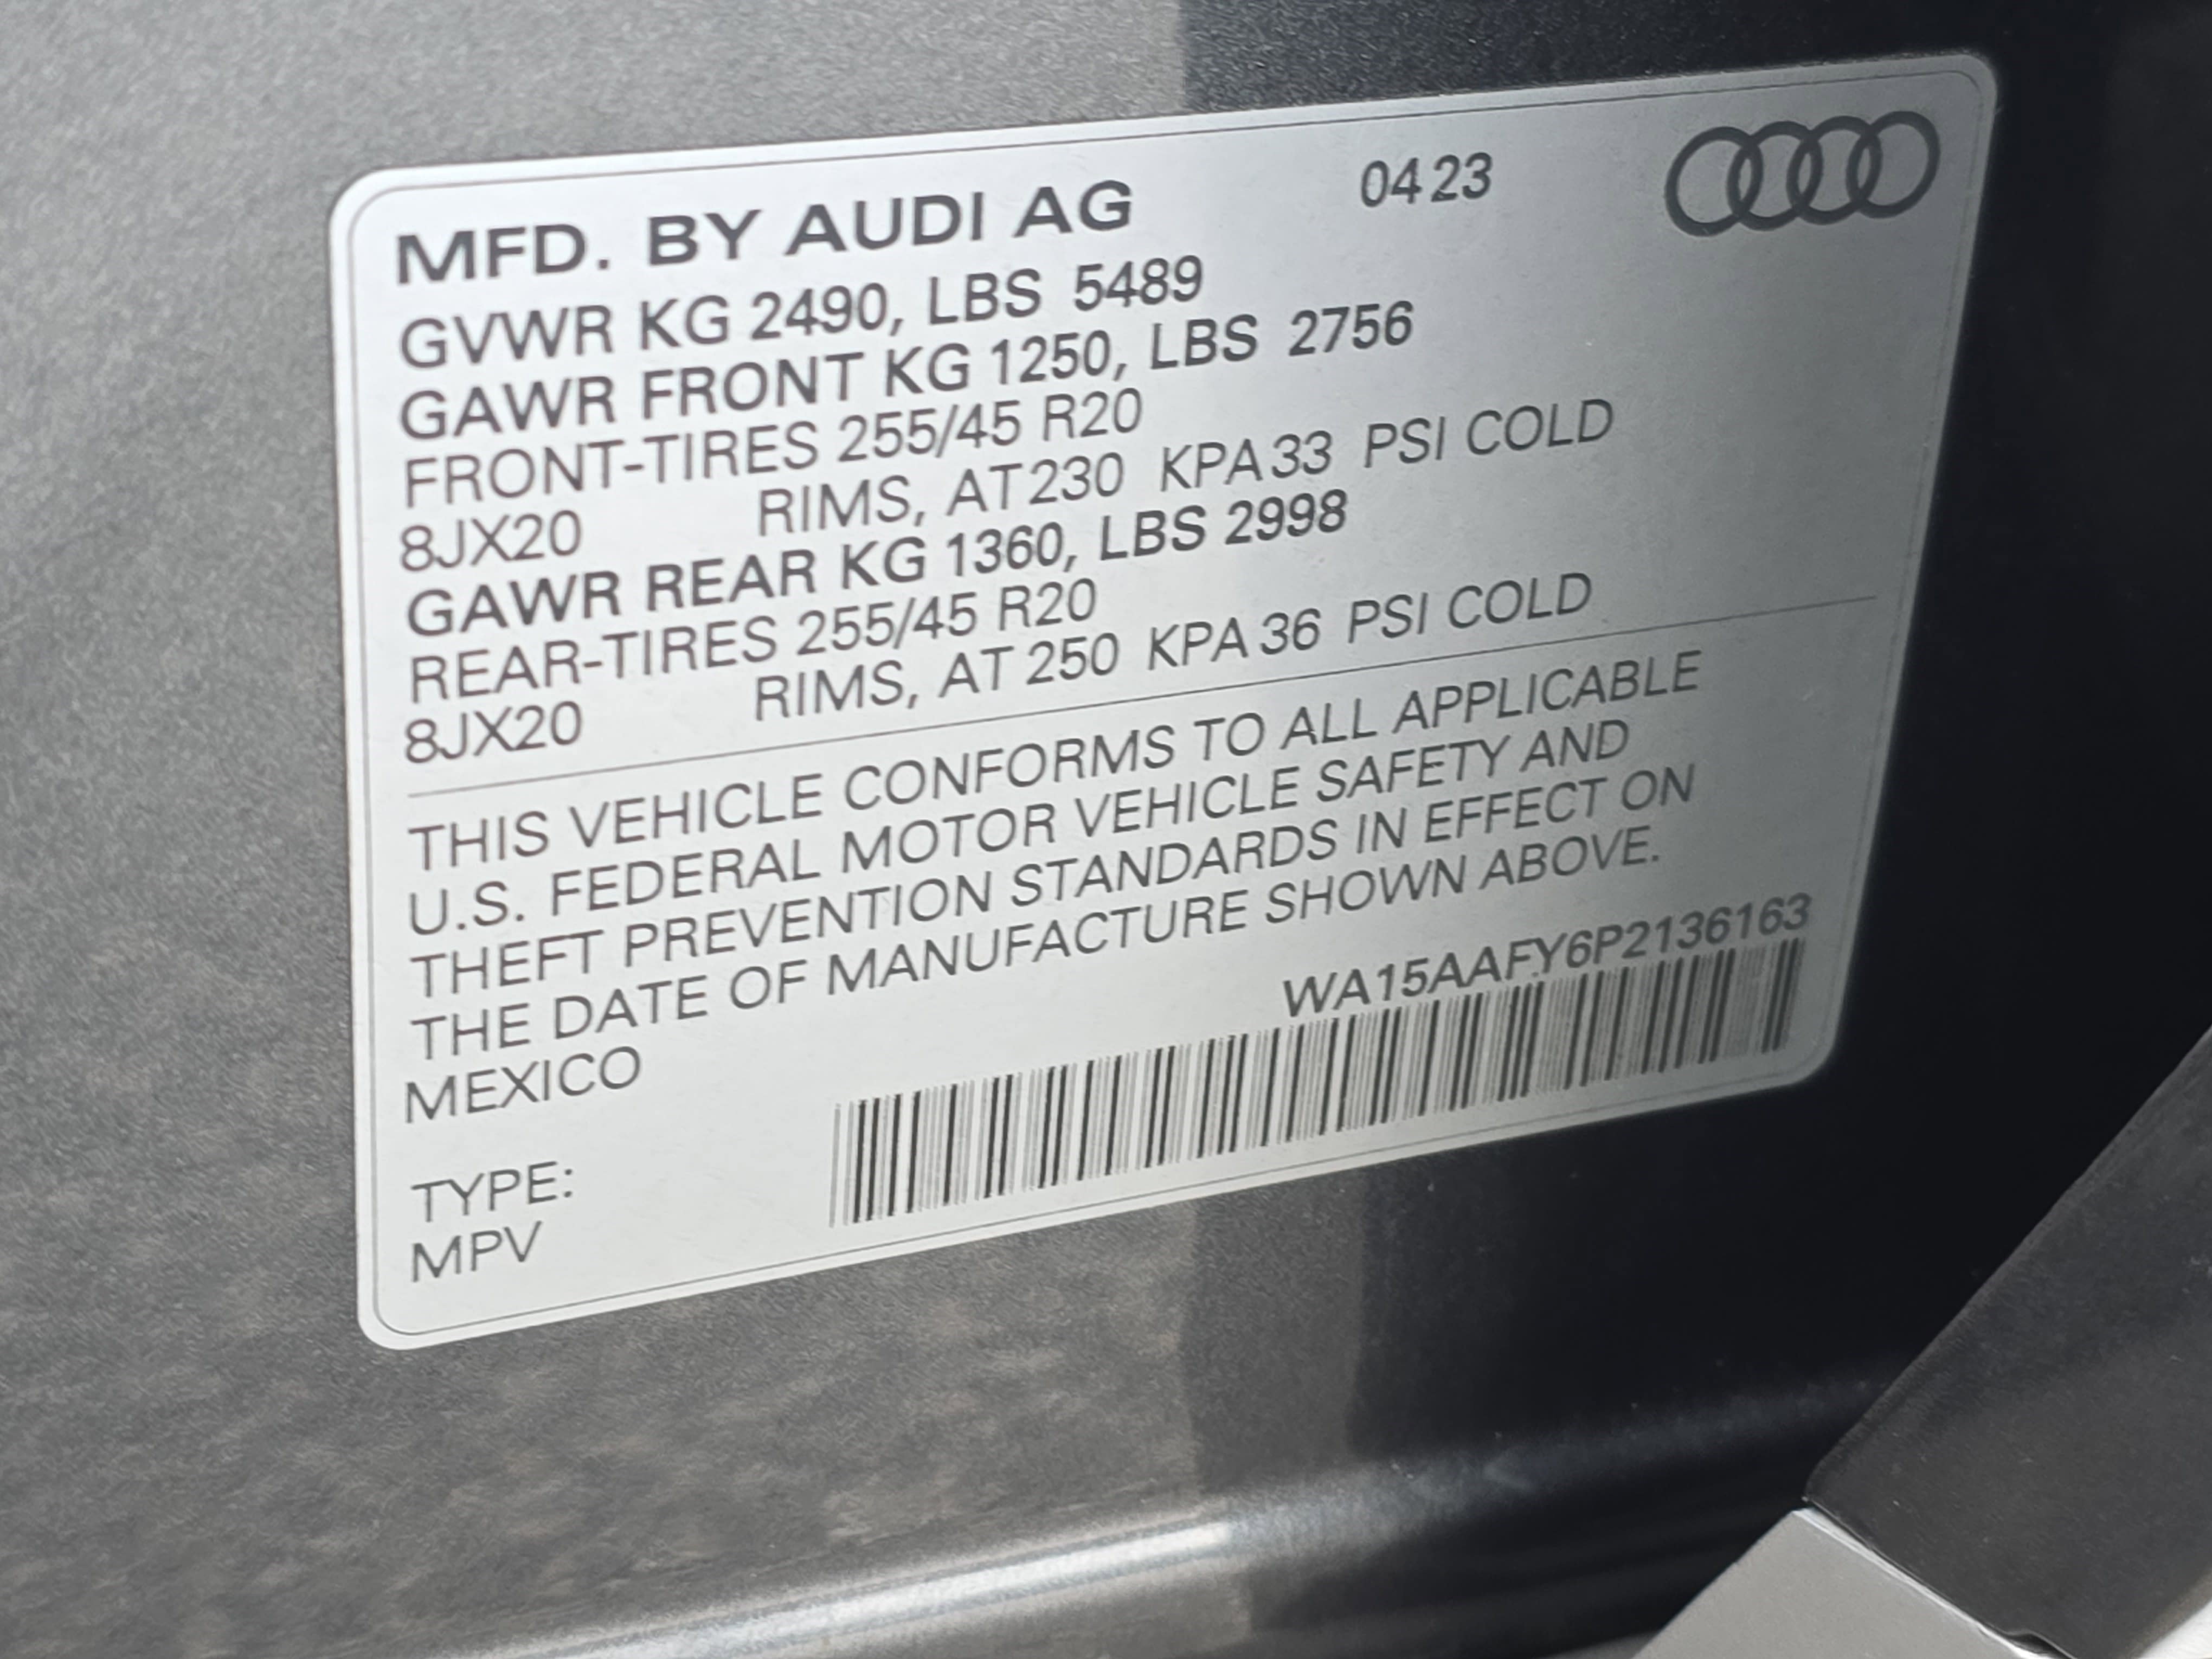 MFD. BY AUDI AG 04 23
GVWR KG 2490, LBS 5489
GAWR FRONT KG 1250, LBS 2756
FRONT-TIRES 255/45 R20
8JX20 RIMS, AT 230 KPA 33 PSI COLD
GAWR REAR KG 1360, LBS 2998
REAR-TIRES 255/45 R20
8JX20 RIMS, AT 250 KPA 36 PSI COLD
THIS VEHICLE CONFORMS TO ALL APPLICABLE
U.S. FEDERAL MOTOR VEHICLE SAFETY AND
THEFT PREVENTION STANDARDS IN EFFECT ON
THE DATE OF MANUFACTURE SHOWN ABOVE.
MEXICO WA15AAFY6P2136163
TYPE:
MPV